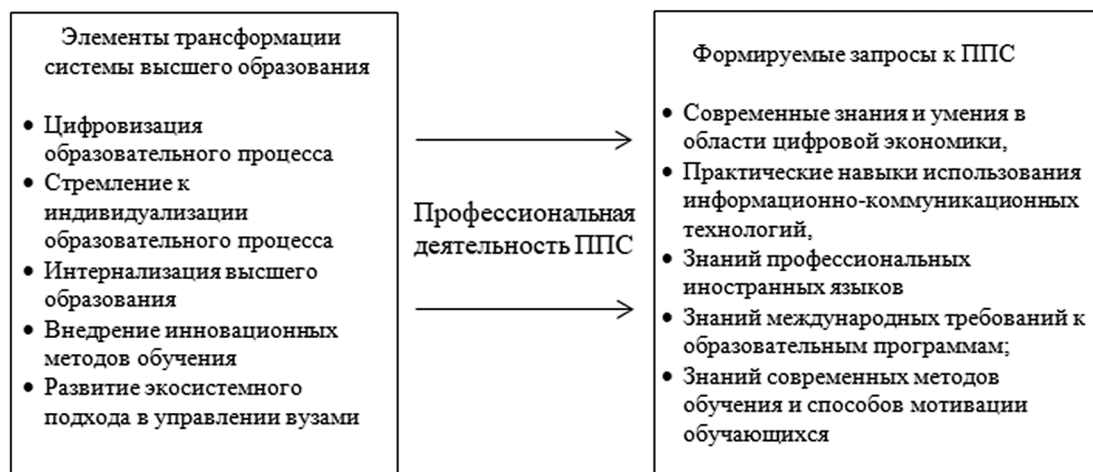 Элементы трансформации
системы высшего образования
• Цифровизация
образовательного процесса
• Стремление к
индивидуализации
образовательного процесса
• Интернализация высшего
образования
• Внедрение инновационных
методов обучения
• Развитие экосистемного
подхода в управлении вузами
Профессиональная
деятельность ППС
Формируемые запросы к ППС
• Современные знания и умения в
области цифровой экономики,
• Практические навыки использования
информационно-коммуникационных
технологий,
• Знаний профессиональных
иностранных языков
• Знаний международных требований к
образовательным программам;
• Знаний современных методов
обучения и способов мотивации
обучающихся